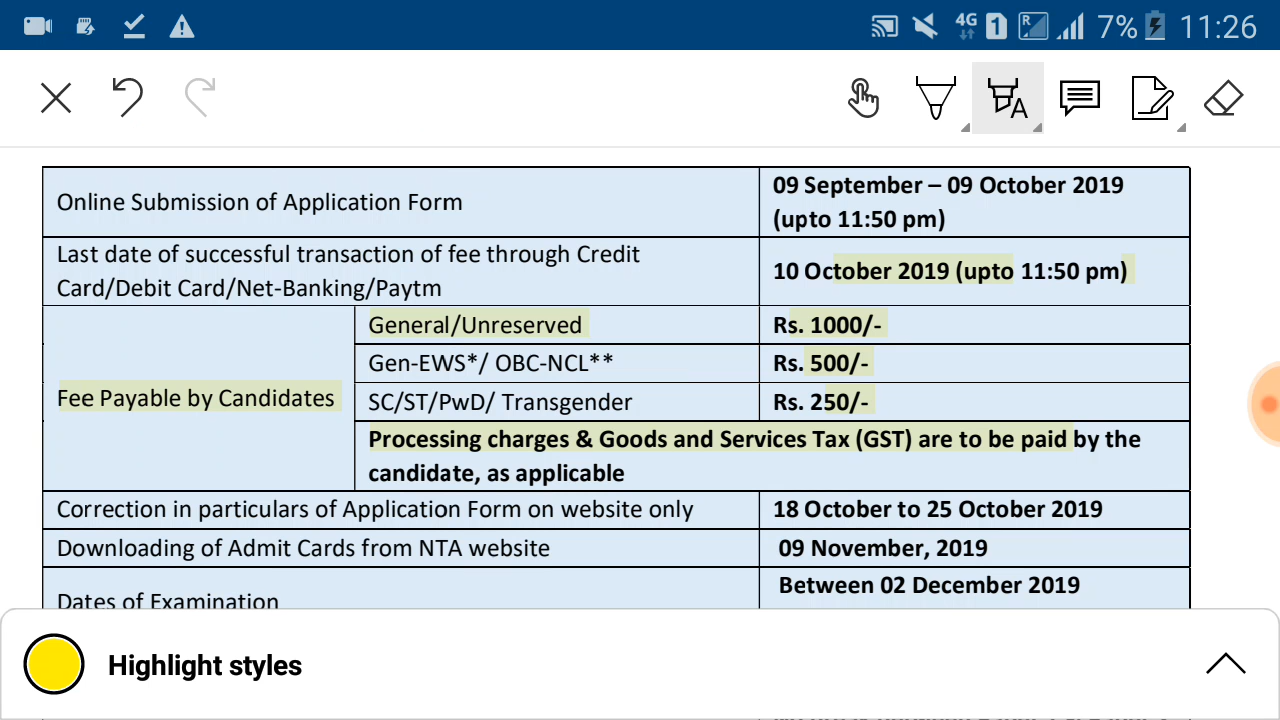 4G 1 R 7% 11:26
A
Online Submission of Application Form
09 September – 09 October 2019
(upto 11:50 pm)
Last date of successful transaction of fee through Credit
Card/Debit Card/Net-Banking/Paytm
10 October 2019 (upto 11:50 pm)
Fee Payable by Candidates
General/Unreserved
Rs. 1000/-
Gen-EWS*/ OBC-NCL**
Rs. 500/-
SC/ST/PwD/ Transgender
Rs. 250/-
Processing charges & Goods and Services Tax (GST) are to be paid by the
candidate, as applicable
Correction in particulars of Application Form on website only
18 October to 25 October 2019
Downloading of Admit Cards from NTA website
09 November, 2019
Dates of Examination
Between 02 December 2019
Highlight styles